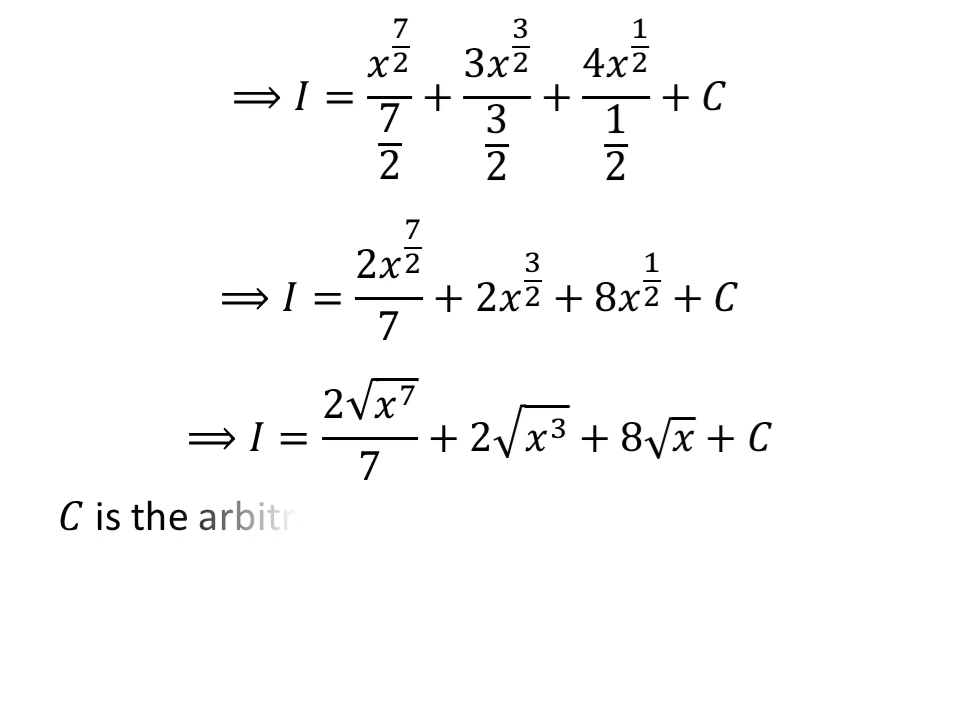 ⟹ I = x^(7/2)/(7/2) + 3x^(3/2)/(3/2) + 4x^(1/2)/(1/2) + C
⟹ I = 2x^(7/2)/7 + 2x^(3/2) + 8x^(1/2) + C
⟹ I = 2√(x^7)/7 + 2√(x^3) + 8√x + C
C is the arbitr